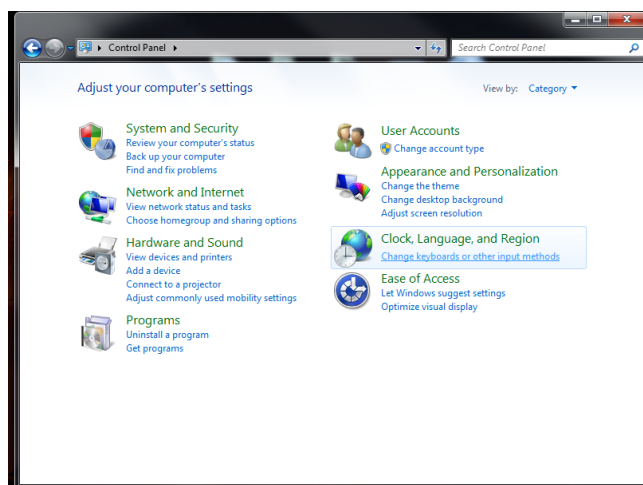 Control Panel
Search Control Panel
Adjust your computer's settings
View by: Category
System and Security
Review your computer's status
Back up your computer
Find and fix problems
Network and Internet
View network status and tasks
Choose homegroup and sharing options
Hardware and Sound
View devices and printers
Add a device
Connect to a projector
Adjust commonly used mobility settings
Programs
Uninstall a program
Get programs
User Accounts
Change account type
Appearance and Personalization
Change the theme
Change desktop background
Adjust screen resolution
Clock, Language, and Region
Change keyboards or other input methods
Ease of Access
Let Windows suggest settings
Optimize visual display